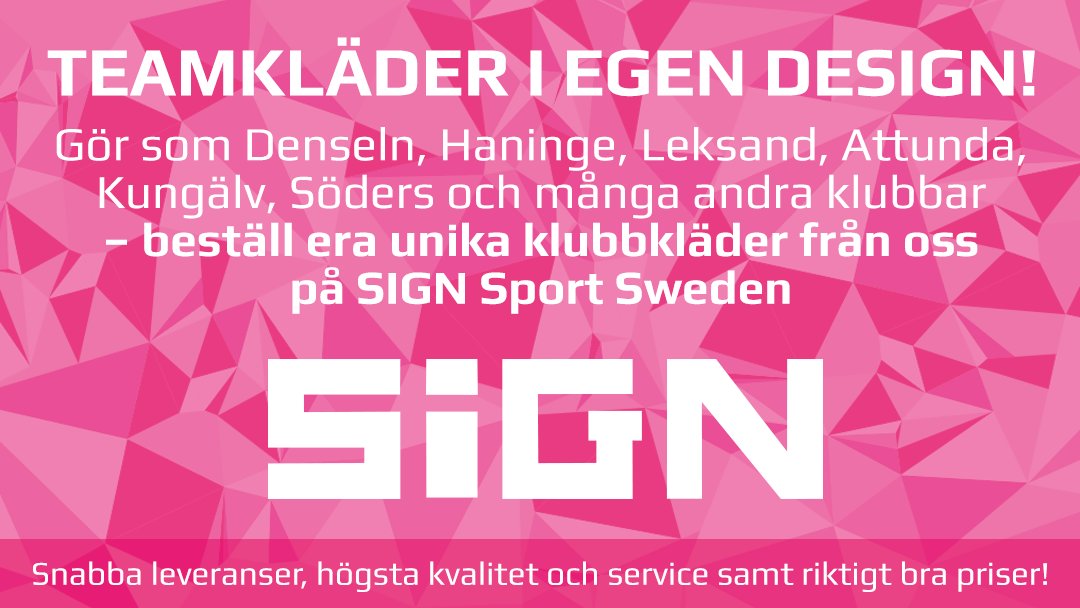 TEAMKLÄDER I EGEN DESIGN!
Gör som Denseln, Haninge, Leksand, Attunda,
Kungälv, Söders och många andra klubbar
– beställ era unika klubbkläder från oss
på SIGN Sport Sweden
SiGN
Snabba leveranser, högsta kvalitet och service samt riktigt bra priser!